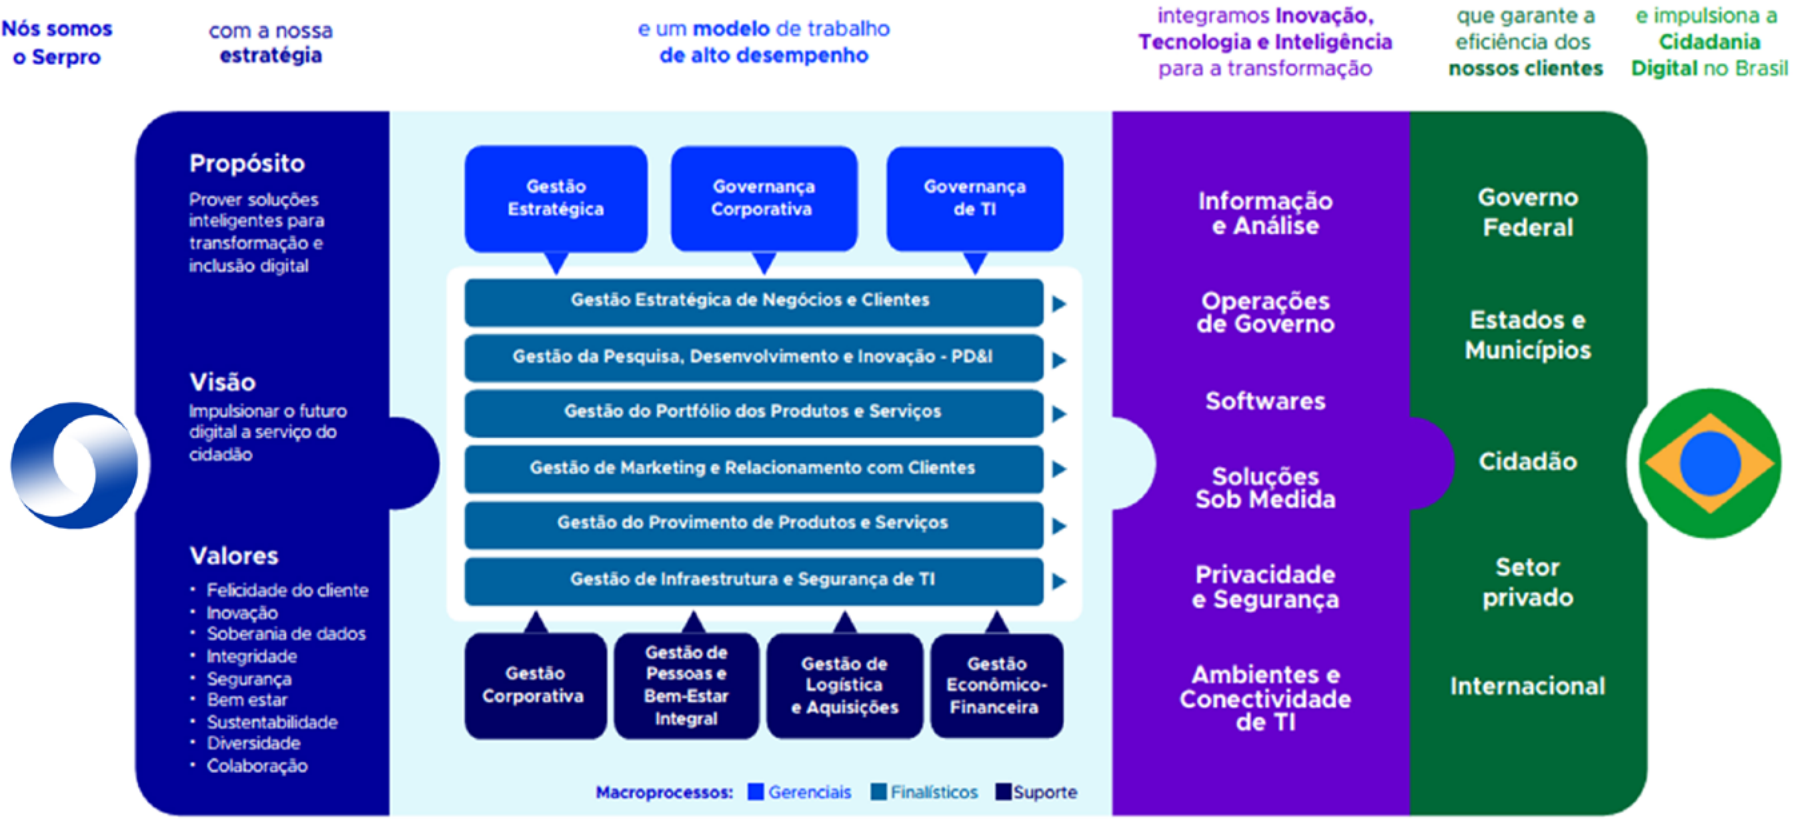 Nós somos
o Serpro
com a nossa
estratégia
e um modelo de trabalho
de alto desempenho
integramos Inovação,
Tecnologia e Inteligência
para a transformação
que garante a
eficiência dos
nossos clientes
e impulsiona a
Cidadania
Digital no Brasil
Propósito
Prover soluções
inteligentes para
transformação e
inclusão digital
Visão
Impulsionar o futuro
digital a serviço do
cidadão
Valores
• Felicidade do cliente
• Inovação
• Soberania de dados
• Integridade
• Segurança
• Bem estar
• Sustentabilidade
• Diversidade
• Colaboração
Gestão
Estratégica
Governança
Corporativa
Governança
de TI
Gestão Estratégica de Negócios e Clientes
Gestão da Pesquisa, Desenvolvimento e Inovação - PD&I
Gestão do Portfólio dos Produtos e Serviços
Gestão de Marketing e Relacionamento com Clientes
Gestão do Provimento de Produtos e Serviços
Gestão de Infraestrutura e Segurança de TI
Gestão
Corporativa
Gestão de
Pessoas e
Bem-Estar
Integral
Gestão de
Logística
e Aquisições
Gestão
Econômico-
Financeira
Macroprocessos: Gerenciais Finalísticos Suporte
Informação
e Análise
Operações
de Governo
Softwares
Soluções
Sob Medida
Privacidade
e Segurança
Ambientes e
Conectividade
de TI
Governo
Federal
Estados e
Municípios
Cidadão
Setor
privado
Internacional